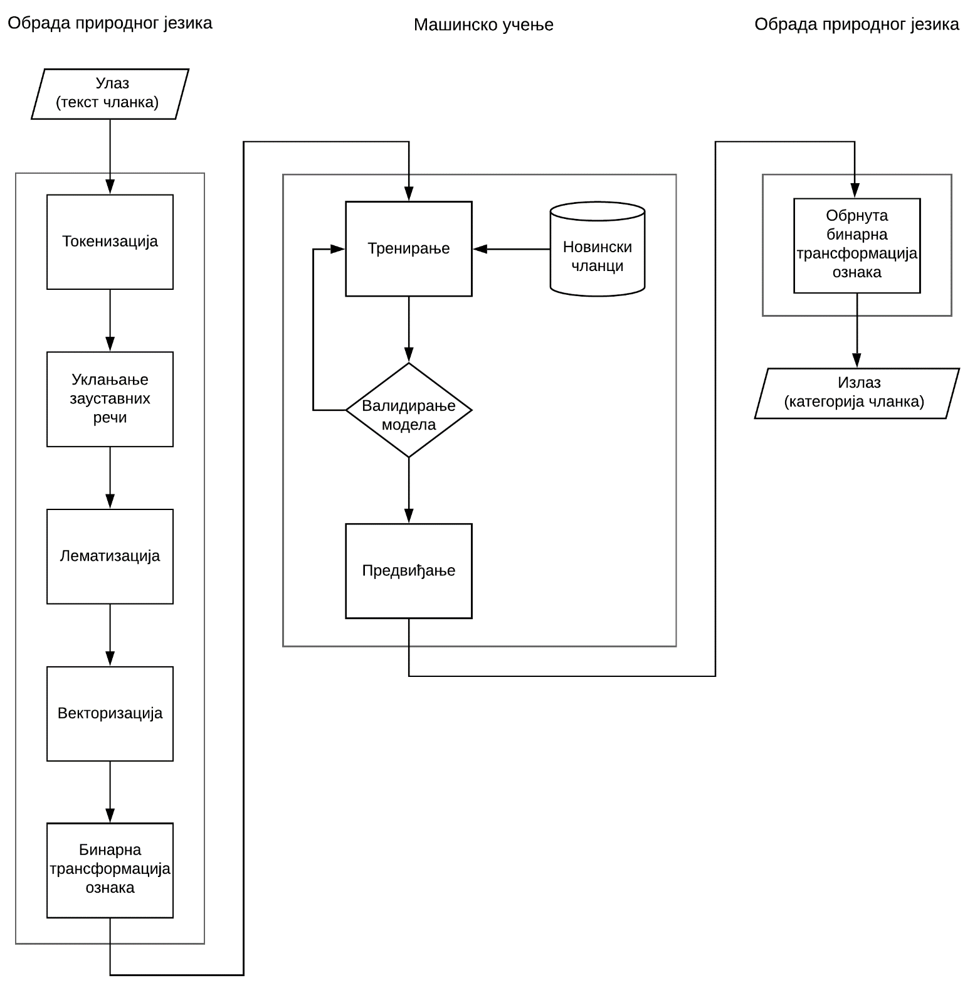 Обрада природног језика
Улаз
(текст чланка)
Токенизација
Уклањање
зауставних
речи
Лематизација
Векторизација
Бинарна
трансформација
ознака
Машинско учење
Тренирање
Новински
чланци
Валидирање
модела
Предвиђање
Обрада природног језика
Обрнута
бинарна
трансформација
ознака
Излаз
(категорија чланка)